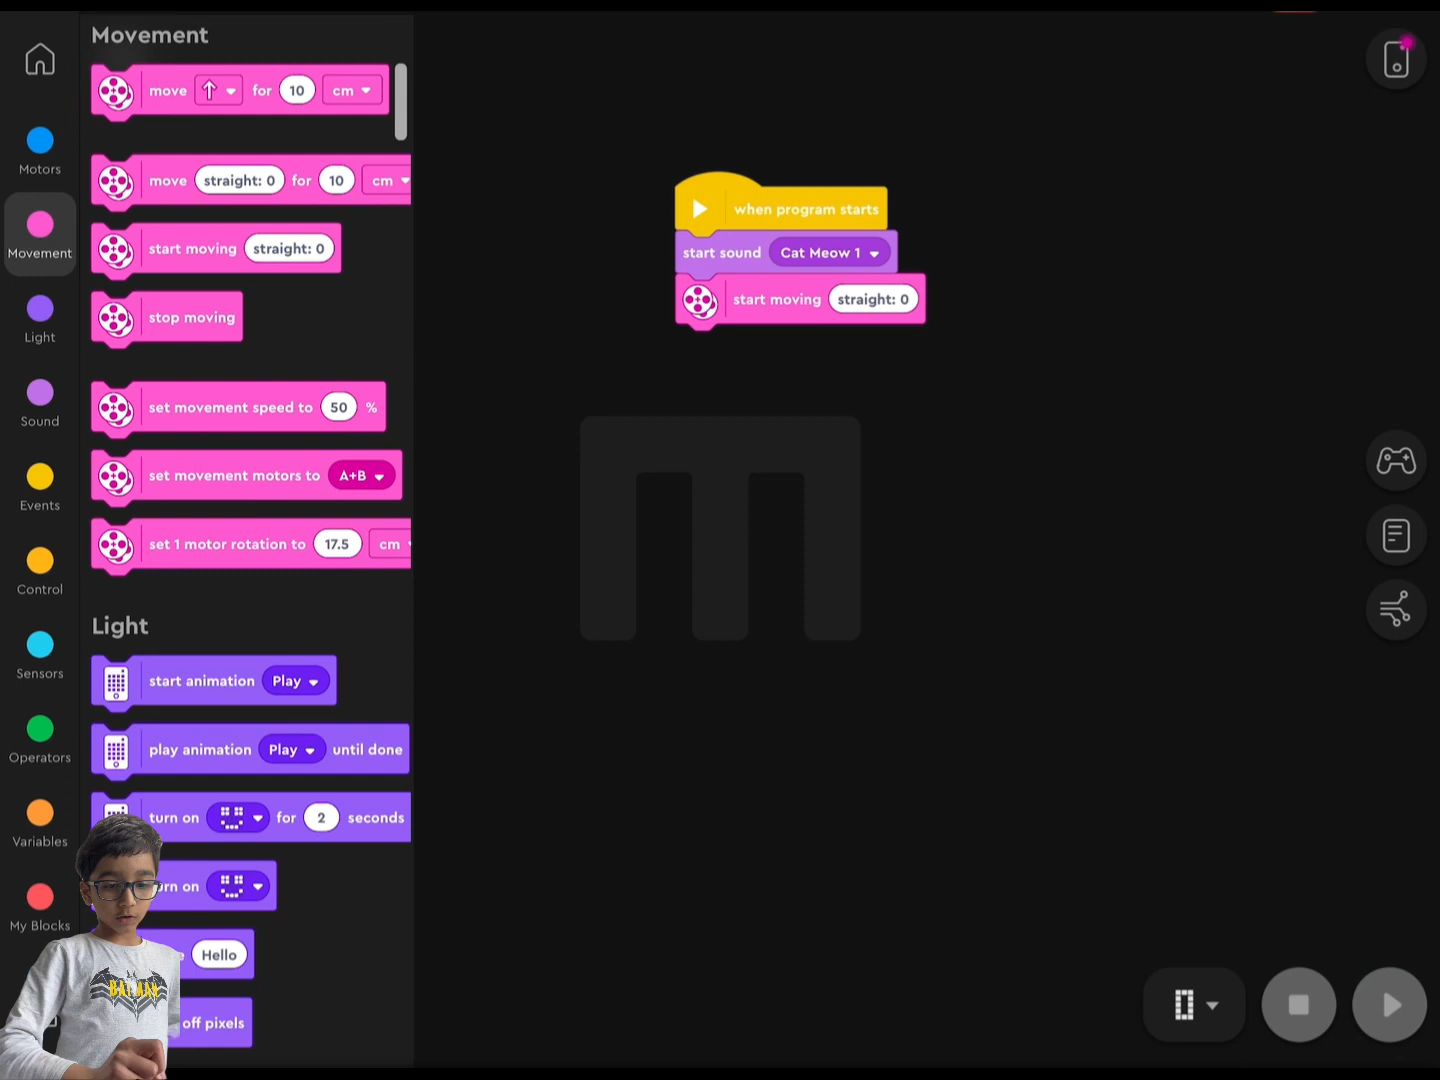 Movement
move for 10 cm
move straight: 0 for 10 cm
start moving straight: 0
stop moving
set movement speed to 50 %
set movement motors to A+B
set 1 motor rotation to 17.5 cm
Light
start animation Play
play animation Play until done
turn on for 2 seconds
rn on
Hello
off pixels
Motors
Movement
Light
Sound
Events
Control
Sensors
Operators
Variables
My Blocks
when program starts
start sound Cat Meow 1
start moving straight: 0
BATMAN